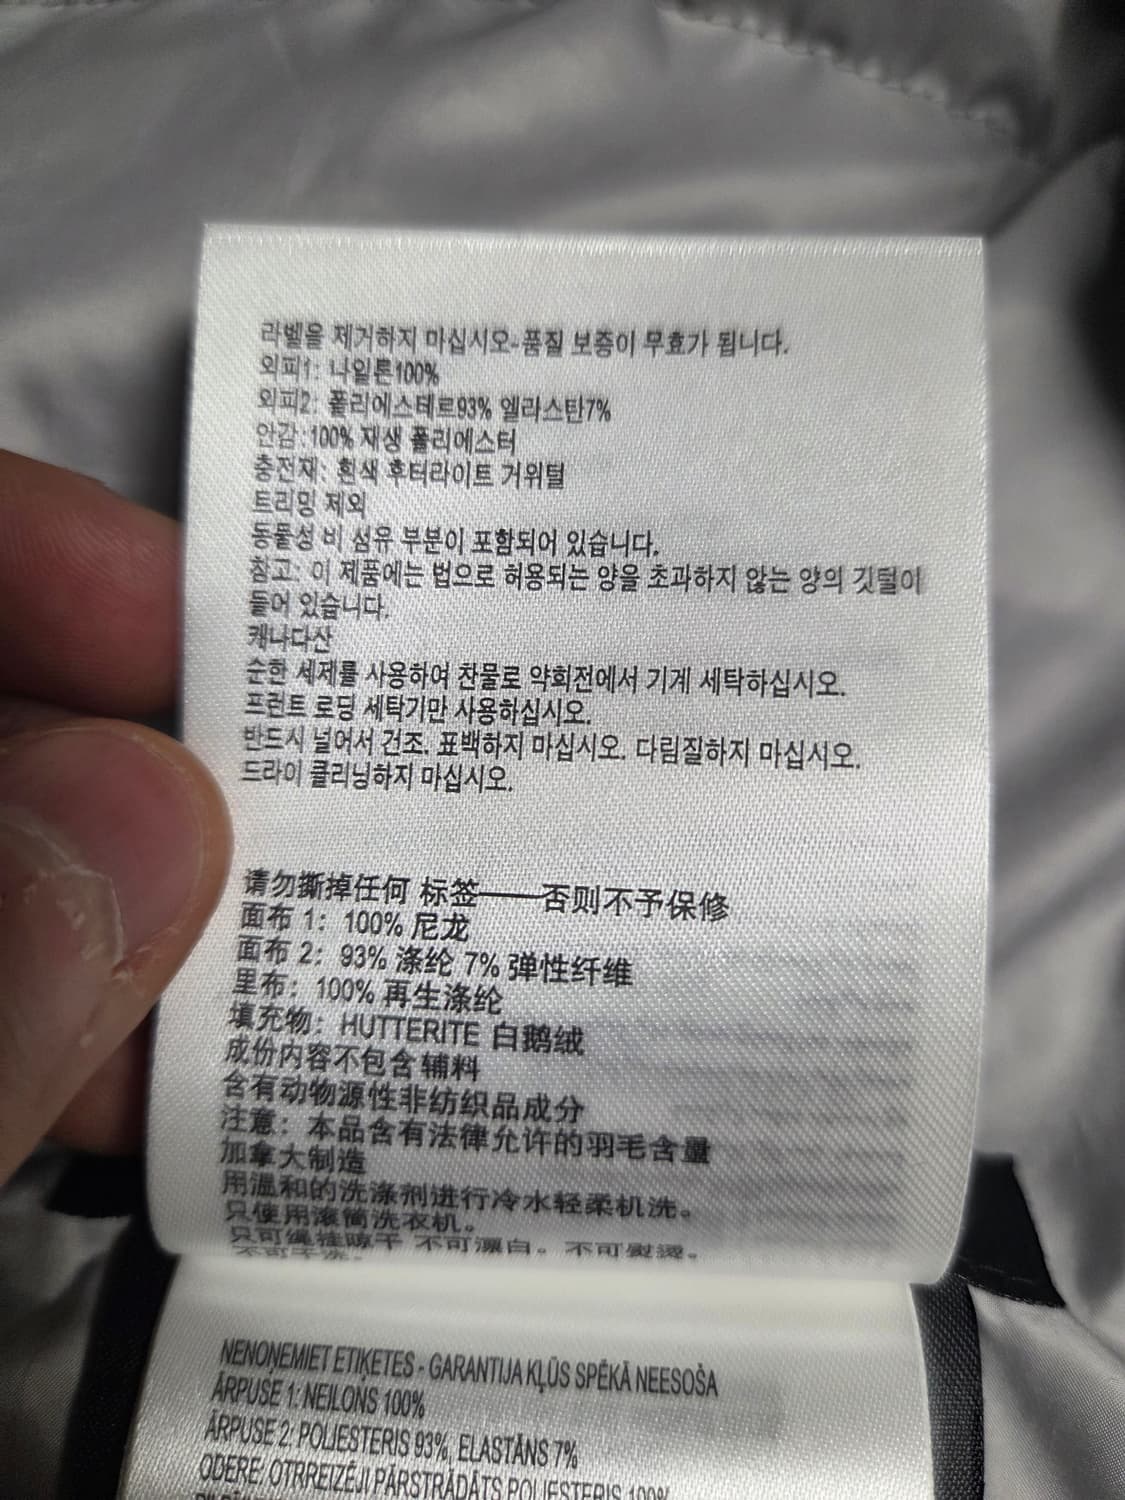 라벨을 제거하지 마십시오-품질 보증이 무효가 됩니다.
외피1: 나일론100%
외피2: 폴리에스테르93% 엘라스탄7%
안감:100% 재생 폴리에스터
충전재: 흰색 후터라이트 거위털
트리밍 제외
동물성 비 섬유 부분이 포함되어 있습니다.
참고: 이 제품에는 법으로 허용되는 양을 초과하지 않는 양의 깃털이
들어 있습니다.
캐나다산
순한 세제를 사용하여 찬물로 약회전에서 기계 세탁하십시오.
프런트 로딩 세탁기만 사용하십시오.
반드시 널어서 건조. 표백하지 마십시오. 다림질하지 마십시오.
드라이 클리닝하지 마십시오.
请勿撕掉任何 标签——否则不予保修
面布 1: 100% 尼龙
面布 2: 93% 涤纶 7% 弹性纤维
里布: 100% 再生涤纶
填充物: HUTTERITE 白鹅绒
成份内容不包含辅料
含有动物源性非纺织品成分
注意: 本品含有法律允许的羽毛含量
加拿大制造
用温和的洗涤剂进行冷水轻柔机洗。
只使用滚筒洗衣机。
只可绳挂晾干 不可漂白。不可熨烫。
不可干洗。
NENOŅEMIET ETIĶETES - GARANTIJA KĻŪS SPĒKĀ NEESOŠA
ĀRPUSE 1: NEILONS 100%
ĀRPUSE 2: POLIESTERIS 93%, ELASTĀNS 7%
ODERE: OTRREIZĒJI PĀRSTRĀDĀTS POLIESTERIS 100%